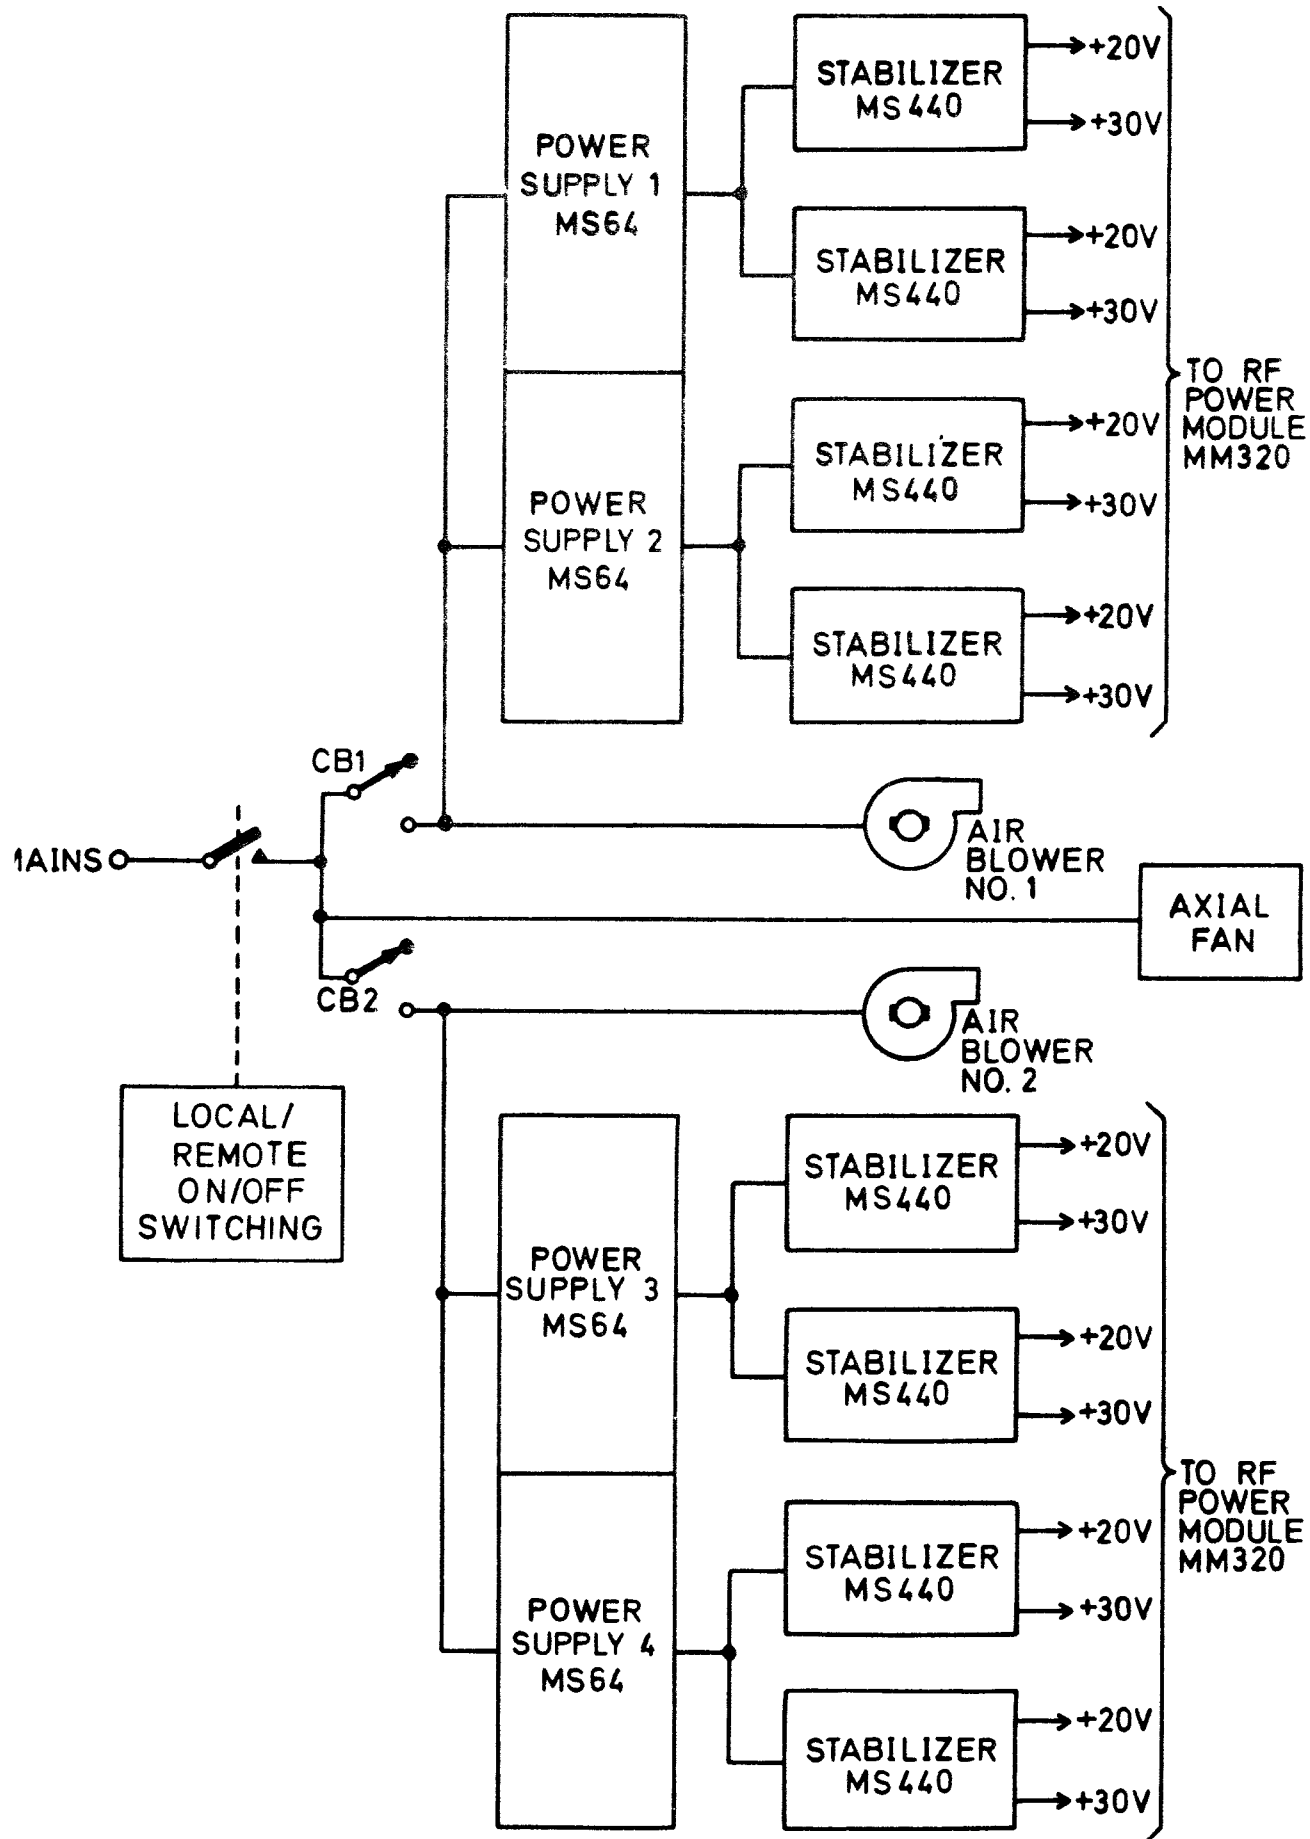 POWER
SUPPLY 1
MS64
STABILIZER
MS440
+20V
+30V
STABILIZER
MS440
+20V
+30V
POWER
SUPPLY 2
MS64
STABILIZER
MS440
+20V
+30V
STABILIZER
MS440
+20V
+30V
TO RF
POWER
MODULE
MM320
CB1
AINS
AIR
BLOWER
NO. 1
AXIAL
FAN
CB2
AIR
BLOWER
NO. 2
LOCAL/
REMOTE
ON/OFF
SWITCHING
POWER
SUPPLY 3
MS64
STABILIZER
MS440
+20V
+30V
STABILIZER
MS440
+20V
+30V
POWER
SUPPLY 4
MS64
STABILIZER
MS440
+20V
+30V
STABILIZER
MS440
+20V
+30V
TO RF
POWER
MODULE
MM320